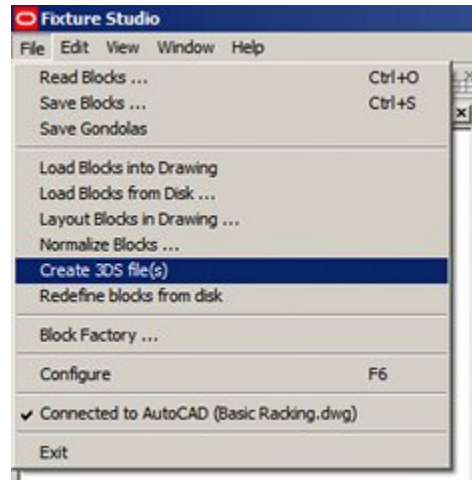 Fixture Studio
File Edit View Window Help
Read Blocks ... Ctrl+O
Save Blocks ... Ctrl+S
Save Gondolas
Load Blocks into Drawing
Load Blocks from Disk ...
Layout Blocks in Drawing ...
Normalize Blocks ...
Create 3DS file(s)
Redefine blocks from disk
Block Factory ...
Configure F6
Connected to AutoCAD (Basic Racking.dwg)
Exit